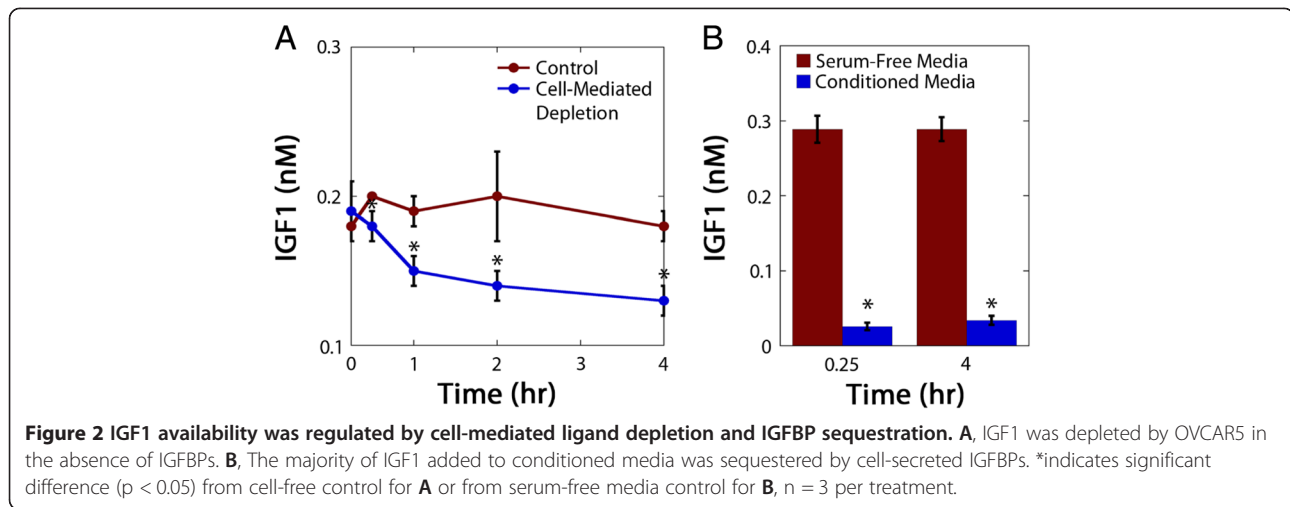 A
0.3
Control
Cell-Mediated
Depletion
IGF1 (nM)
0.2
*
*
*
*
0.1
0
1
2
3
4
Time (hr)
B
Serum-Free Media
Conditioned Media
0.4
0.3
IGF1 (nM)
0.2
0.1
*
*
0
0.25
4
Time (hr)
Figure 2 IGF1 availability was regulated by cell-mediated ligand depletion and IGFBP sequestration. A, IGF1 was depleted by OVCAR5 in
the absence of IGFBPs. B, The majority of IGF1 added to conditioned media was sequestered by cell-secreted IGFBPs. *indicates significant
difference (p < 0.05) from cell-free control for A or from serum-free media control for B, n = 3 per treatment.